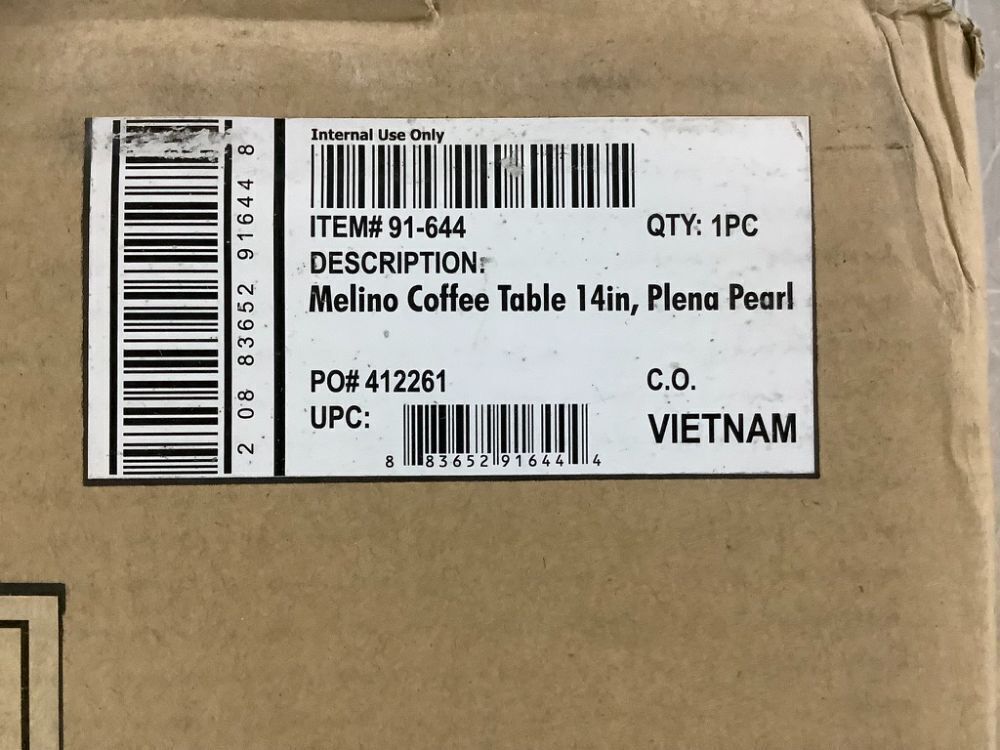 Internal Use Only
ITEM# 91-644
QTY: 1PC
DESCRIPTION:
Melino Coffee Table 14in, Plena Pearl
PO# 412261
C.O.
UPC:
VIETNAM
8 83652 91644 4
2 08 83652 91644 8